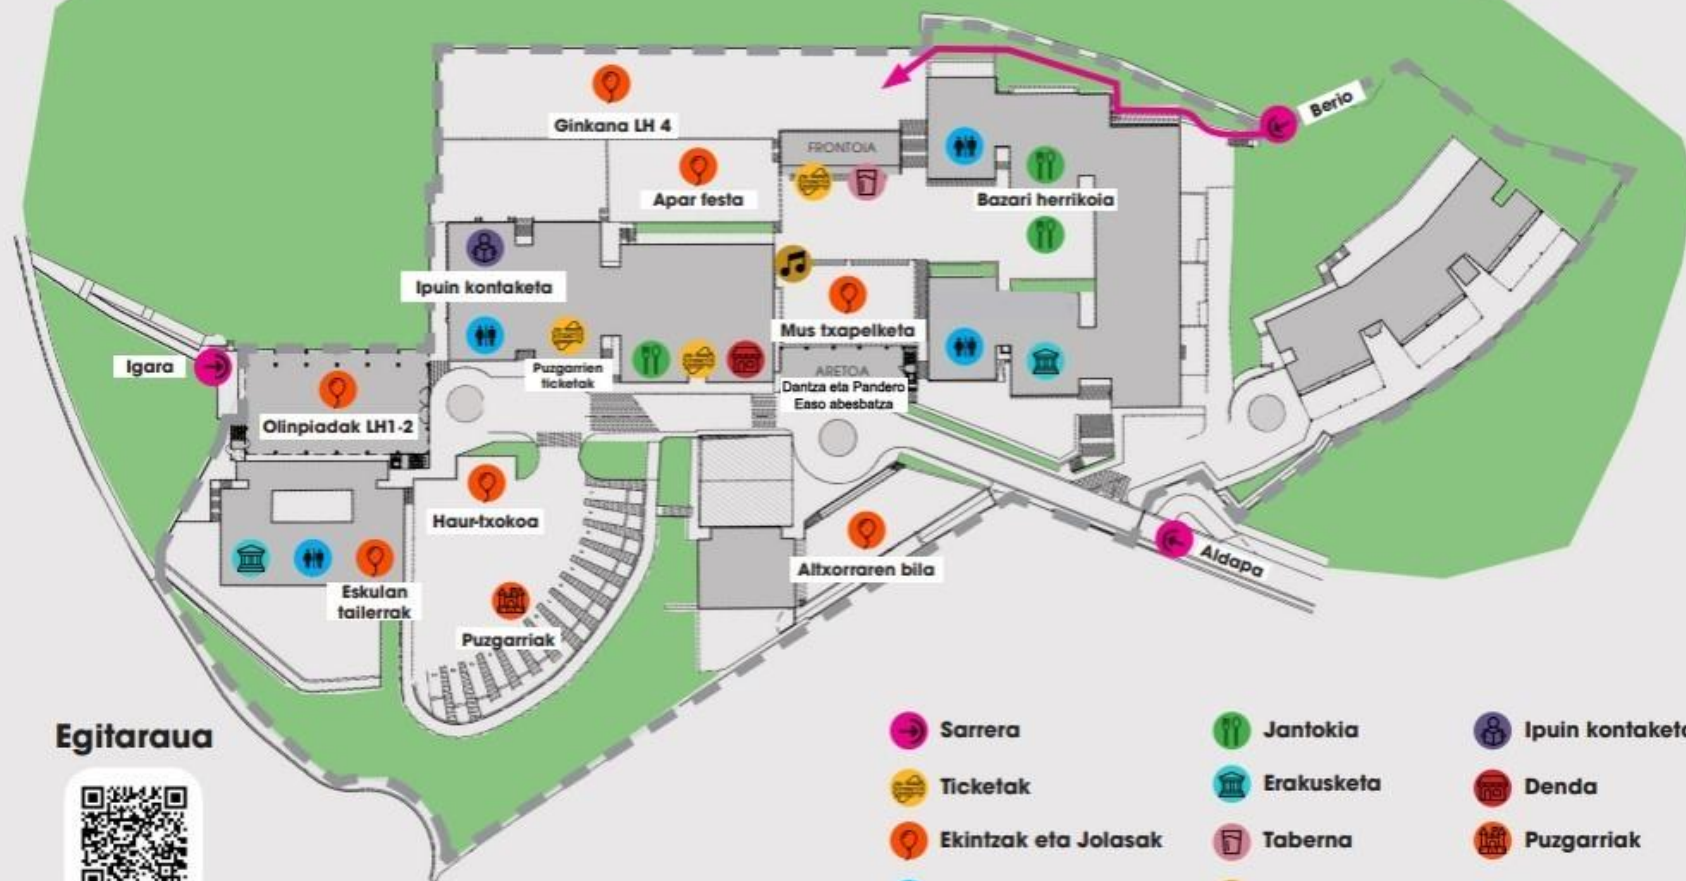 Berio
Ginkana LH 4
FRONTOIA
Apar festa
Bazari herrikoia
Ipuin kontaketa
Mus txapelketa
Igara
Puzgarrien
ticketak
ARETOA
Dantza eta Pandero
Easo abesbatza
Olinpiadak LH1-2
Haur-txokoa
Altxorraren bila
Aldapa
Eskulan
tailerrak
Puzgarriak
Egitaraua
Sarrera
Jantokia
Ipuin kontaketa
Ticketak
Erakusketa
Denda
Ekintzak eta Jolasak
Taberna
Puzgarriak